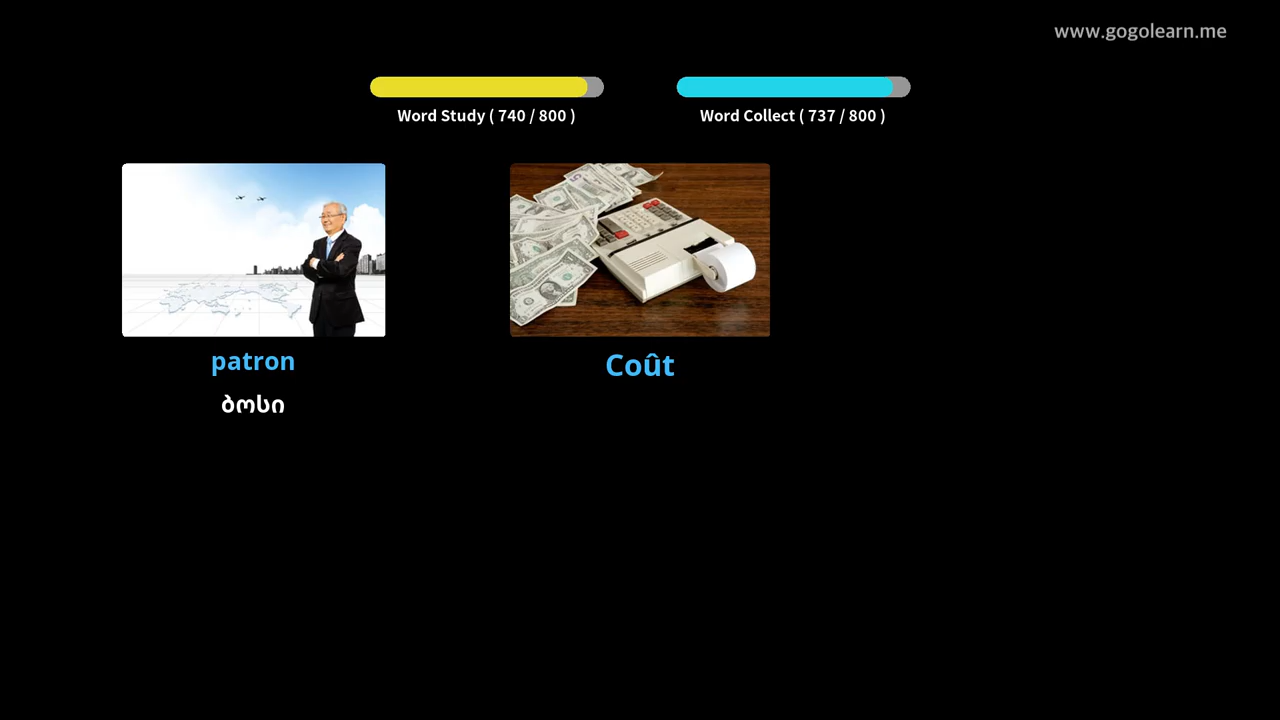 www.gogolearn.me
Word Study ( 740 / 800 )
Word Collect ( 737 / 800 )
patron
ბოსი
Coût